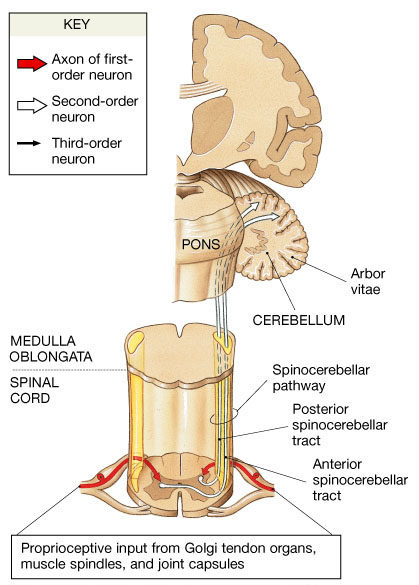 KEY
Axon of first-
order neuron
Second-order
neuron
Third-order
neuron
PONS
Arbor
vitae
CEREBELLUM
MEDULLA
OBLONGATA
SPINAL
CORD
Spinocerebellar
pathway
Posterior
spinocerebellar
tract
Anterior
spinocerebellar
tract
Proprioceptive input from Golgi tendon organs,
muscle spindles, and joint capsules